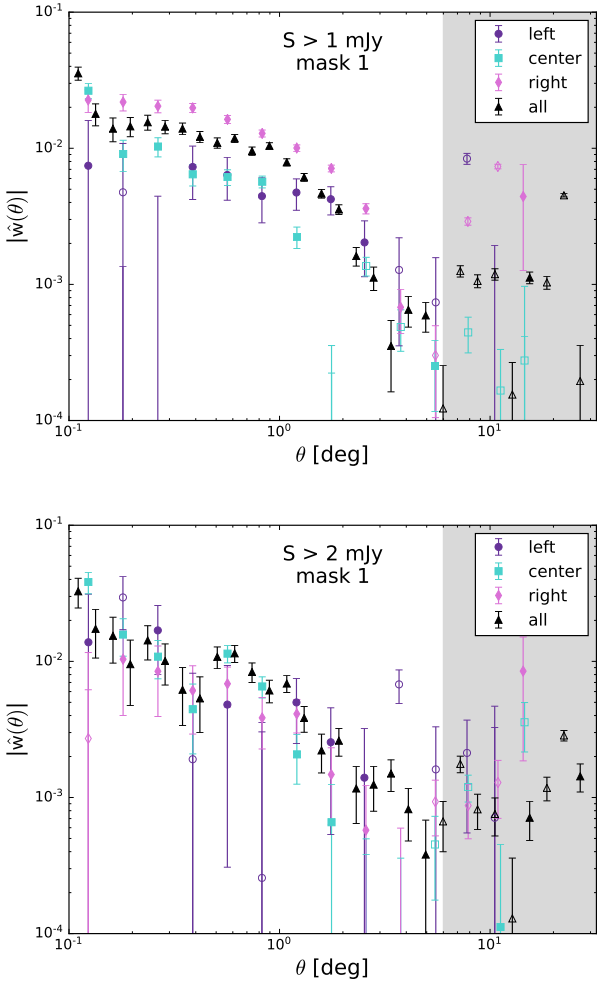 10⁻¹
S > 1 mJy
mask 1
left
center
right
all
10⁻²
|ŵ(θ)|
10⁻³
10⁻⁴
10⁻¹ 10⁰ 10¹
θ [deg]
10⁻¹
S > 2 mJy
mask 1
left
center
right
all
10⁻²
|ŵ(θ)|
10⁻³
10⁻⁴
10⁻¹ 10⁰ 10¹
θ [deg]